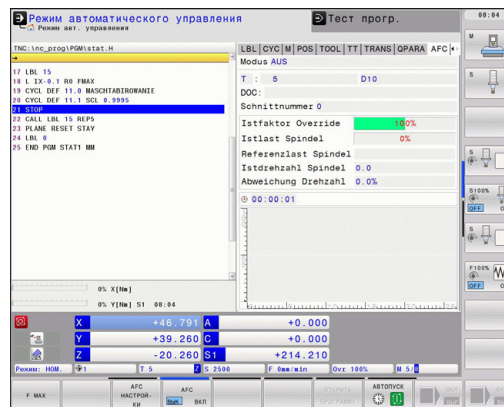 Режим автоматического управления
Режим авт. управления
Тест прогр.
08:04
TNC:\nc_prog\PGM\stat.H
LBL CYC M POS TOOL TT TRANS QPARA AFC
Modus AUS
T : 5 D10
DOC:
Schnittnummer 0
Istfaktor Override 100%
Istlast Spindel 0%
Referenzlast Spindel
Istdrehzahl Spindel 0.0
Abweichung Drehzahl 0.0%
00:00:01
17 LBL 15
18 L IX-0.1 R0 FMAX
19 CYCL DEF 11.0 MASCHTABIROWANIE
20 CYCL DEF 11.1 SCL 0.9995
21 STOP
22 CALL LBL 15 REP5
23 PLANE RESET STAY
24 LBL 0
25 END PGM STAT1 MM
0% X[Nm]
0% Y[Nm] S1 08:04
X +46.791 A +0.000
Y +39.260 C +0.000
Z -20.260 S1 +214.210
Режим: НОМ. 1 T 5 Z S 2500 F 0mm/min Ovr 100% M 5/
M
S
S
S100%
OFF
S
F100%
OFF
F MAX
AFC НАСТРОЙ- КИ
AFC ВЫК ВКЛ
АВТОПУСК